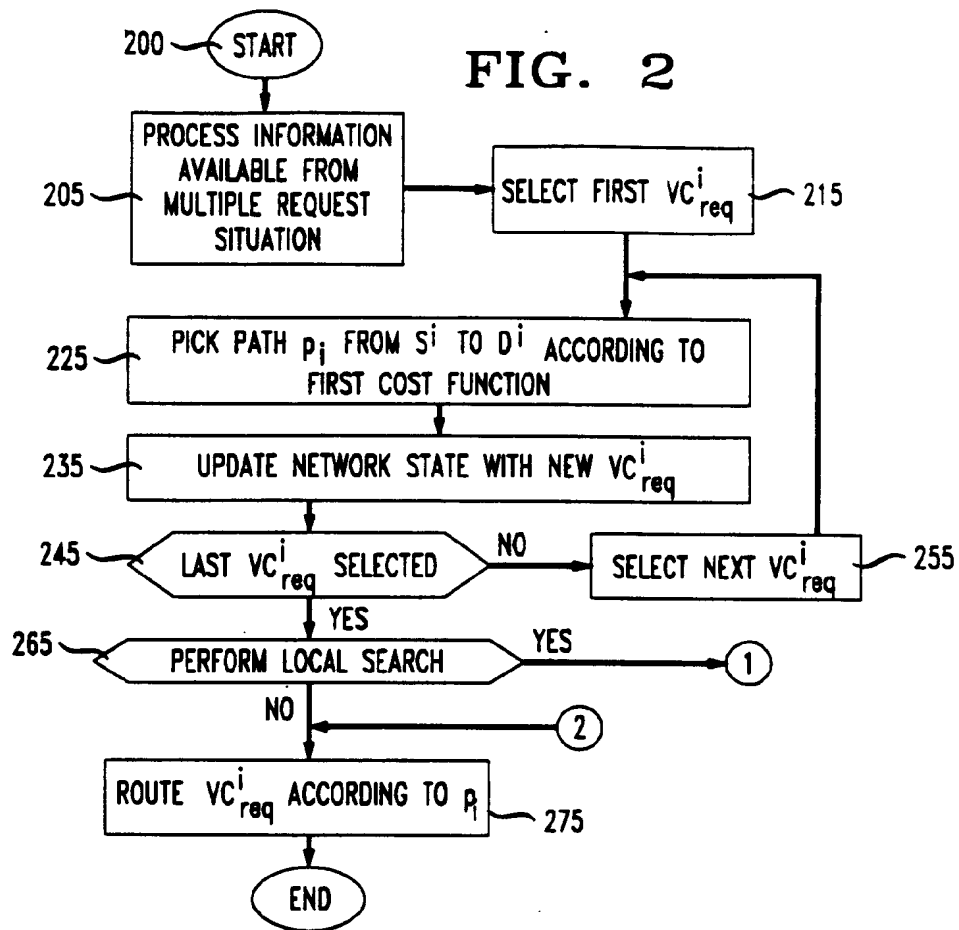 FIG. 2
200
START
205
PROCESS INFORMATION
AVAILABLE FROM
MULTIPLE REQUEST
SITUATION
SELECT FIRST VC^i_req
215
225
PICK PATH p_i FROM S^i TO D^i ACCORDING TO
FIRST COST FUNCTION
235
UPDATE NETWORK STATE WITH NEW VC^i_req
245
LAST VC^i_req SELECTED
NO
SELECT NEXT VC^i_req
255
YES
265
PERFORM LOCAL SEARCH
YES
1
NO
2
ROUTE VC^i_req ACCORDING TO p_i
275
END